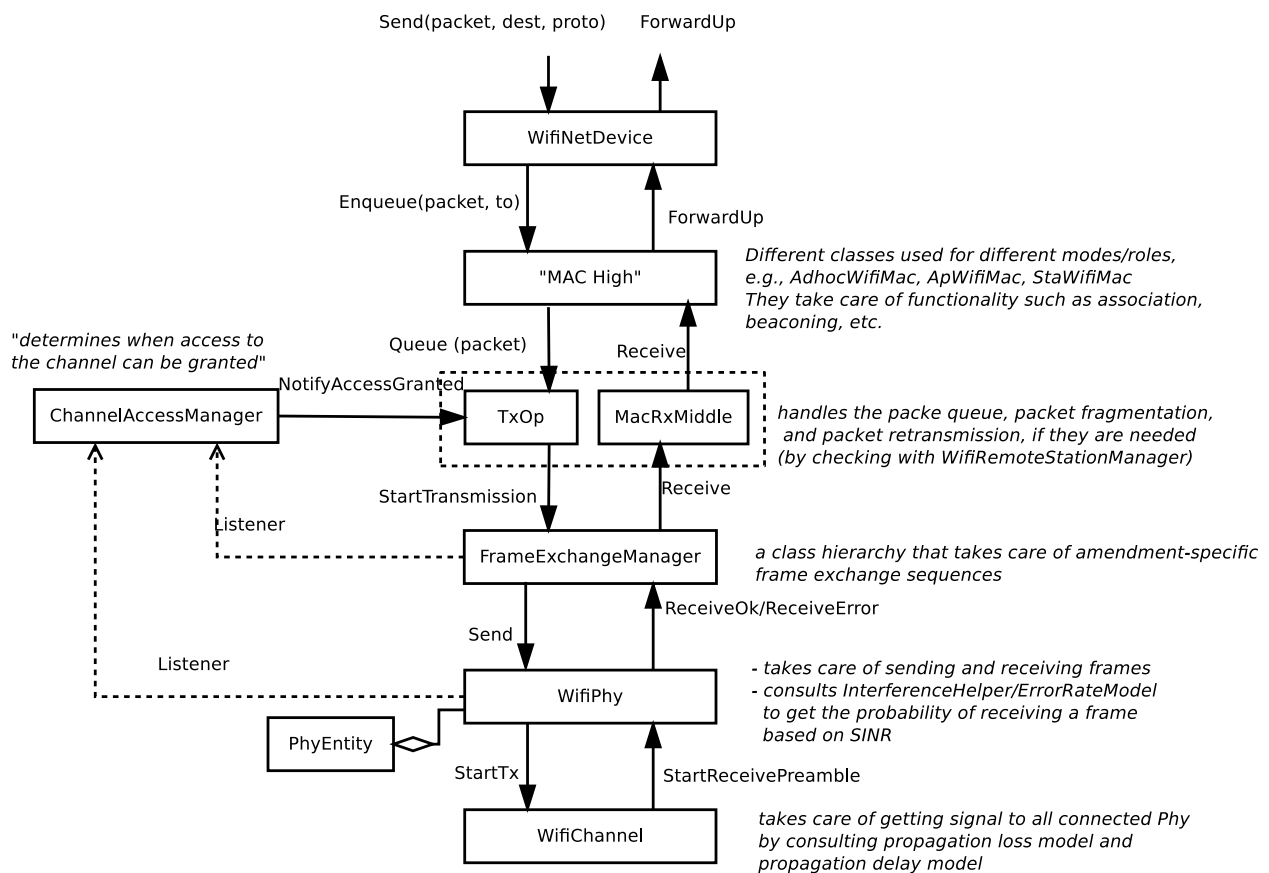 Send(packet, dest, proto)
ForwardUp
WifiNetDevice
Enqueue(packet, to)
ForwardUp
"MAC High"
Different classes used for different modes/roles,
e.g., AdhocWifiMac, ApWifiMac, StaWifiMac
They take care of functionality such as association,
beaconing, etc.
"determines when access to
the channel can be granted"
Queue (packet)
Receive
NotifyAccessGranted
ChannelAccessManager
TxOp
MacRxMiddle
handles the packe queue, packet fragmentation,
and packet retransmission, if they are needed
(by checking with WifiRemoteStationManager)
StartTransmission
Receive
Listener
FrameExchangeManager
a class hierarchy that takes care of amendment-specific
frame exchange sequences
ReceiveOk/ReceiveError
Send
Listener
WifiPhy
- takes care of sending and receiving frames
- consults InterferenceHelper/ErrorRateModel
to get the probability of receiving a frame
based on SINR
PhyEntity
StartTx
StartReceivePreamble
WifiChannel
takes care of getting signal to all connected Phy
by consulting propagation loss model and
propagation delay model